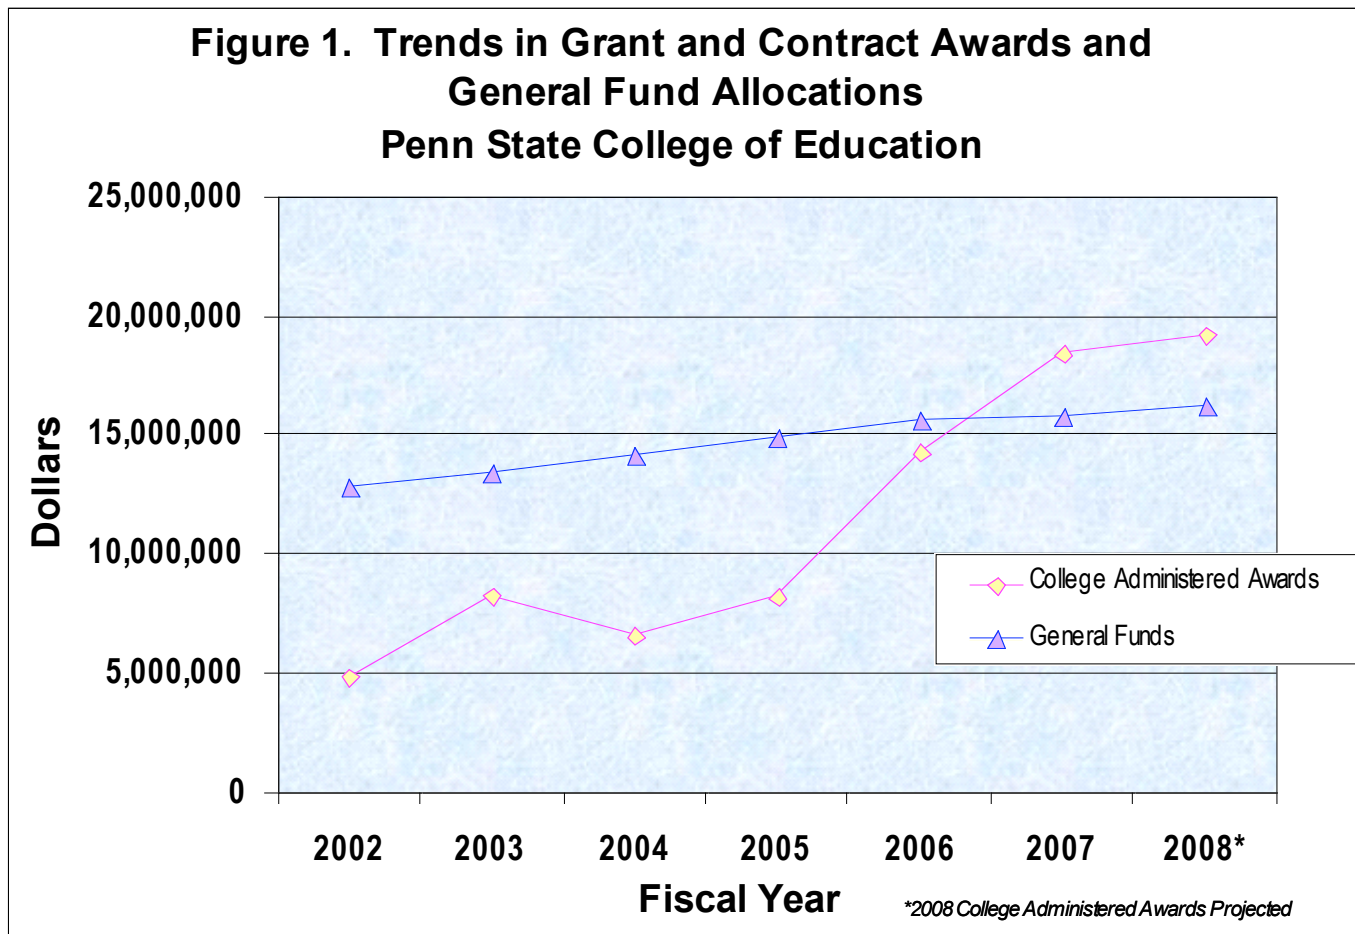 Figure 1. Trends in Grant and Contract Awards and
General Fund Allocations
Penn State College of Education
25,000,000
20,000,000
15,000,000
10,000,000
5,000,000
0
Dollars
College Administered Awards
General Funds
2002 2003 2004 2005 2006 2007 2008*
Fiscal Year
*2008 College Administered Awards Projected